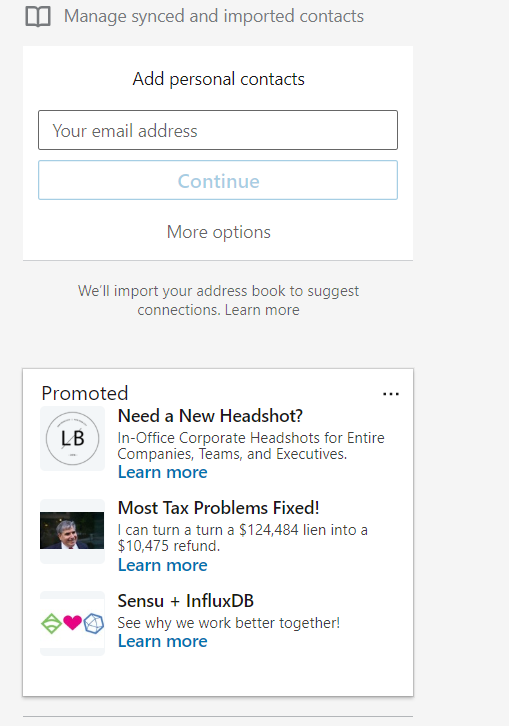 Manage synced and imported contacts
Add personal contacts
Your email address
Continue
More options
We'll import your address book to suggest
connections. Learn more
Promoted
...
LB
Need a New Headshot?
In-Office Corporate Headshots for Entire
Companies, Teams, and Executives.
Learn more
Most Tax Problems Fixed!
I can turn a turn a $124,484 lien into a
$10,475 refund.
Learn more
Sensu + InfluxDB
See why we work better together!
Learn more